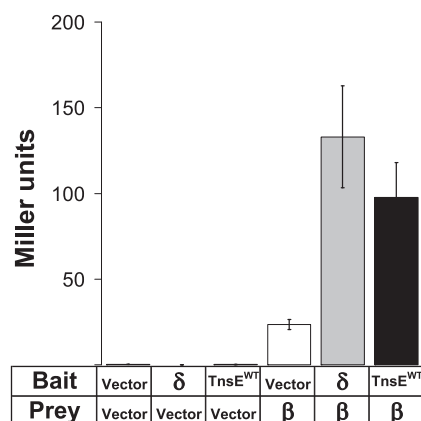 200
150
100
50
Miller units
Bait Vector δ TnsE^WT Vector δ TnsE^WT
Prey Vector Vector Vector β β β